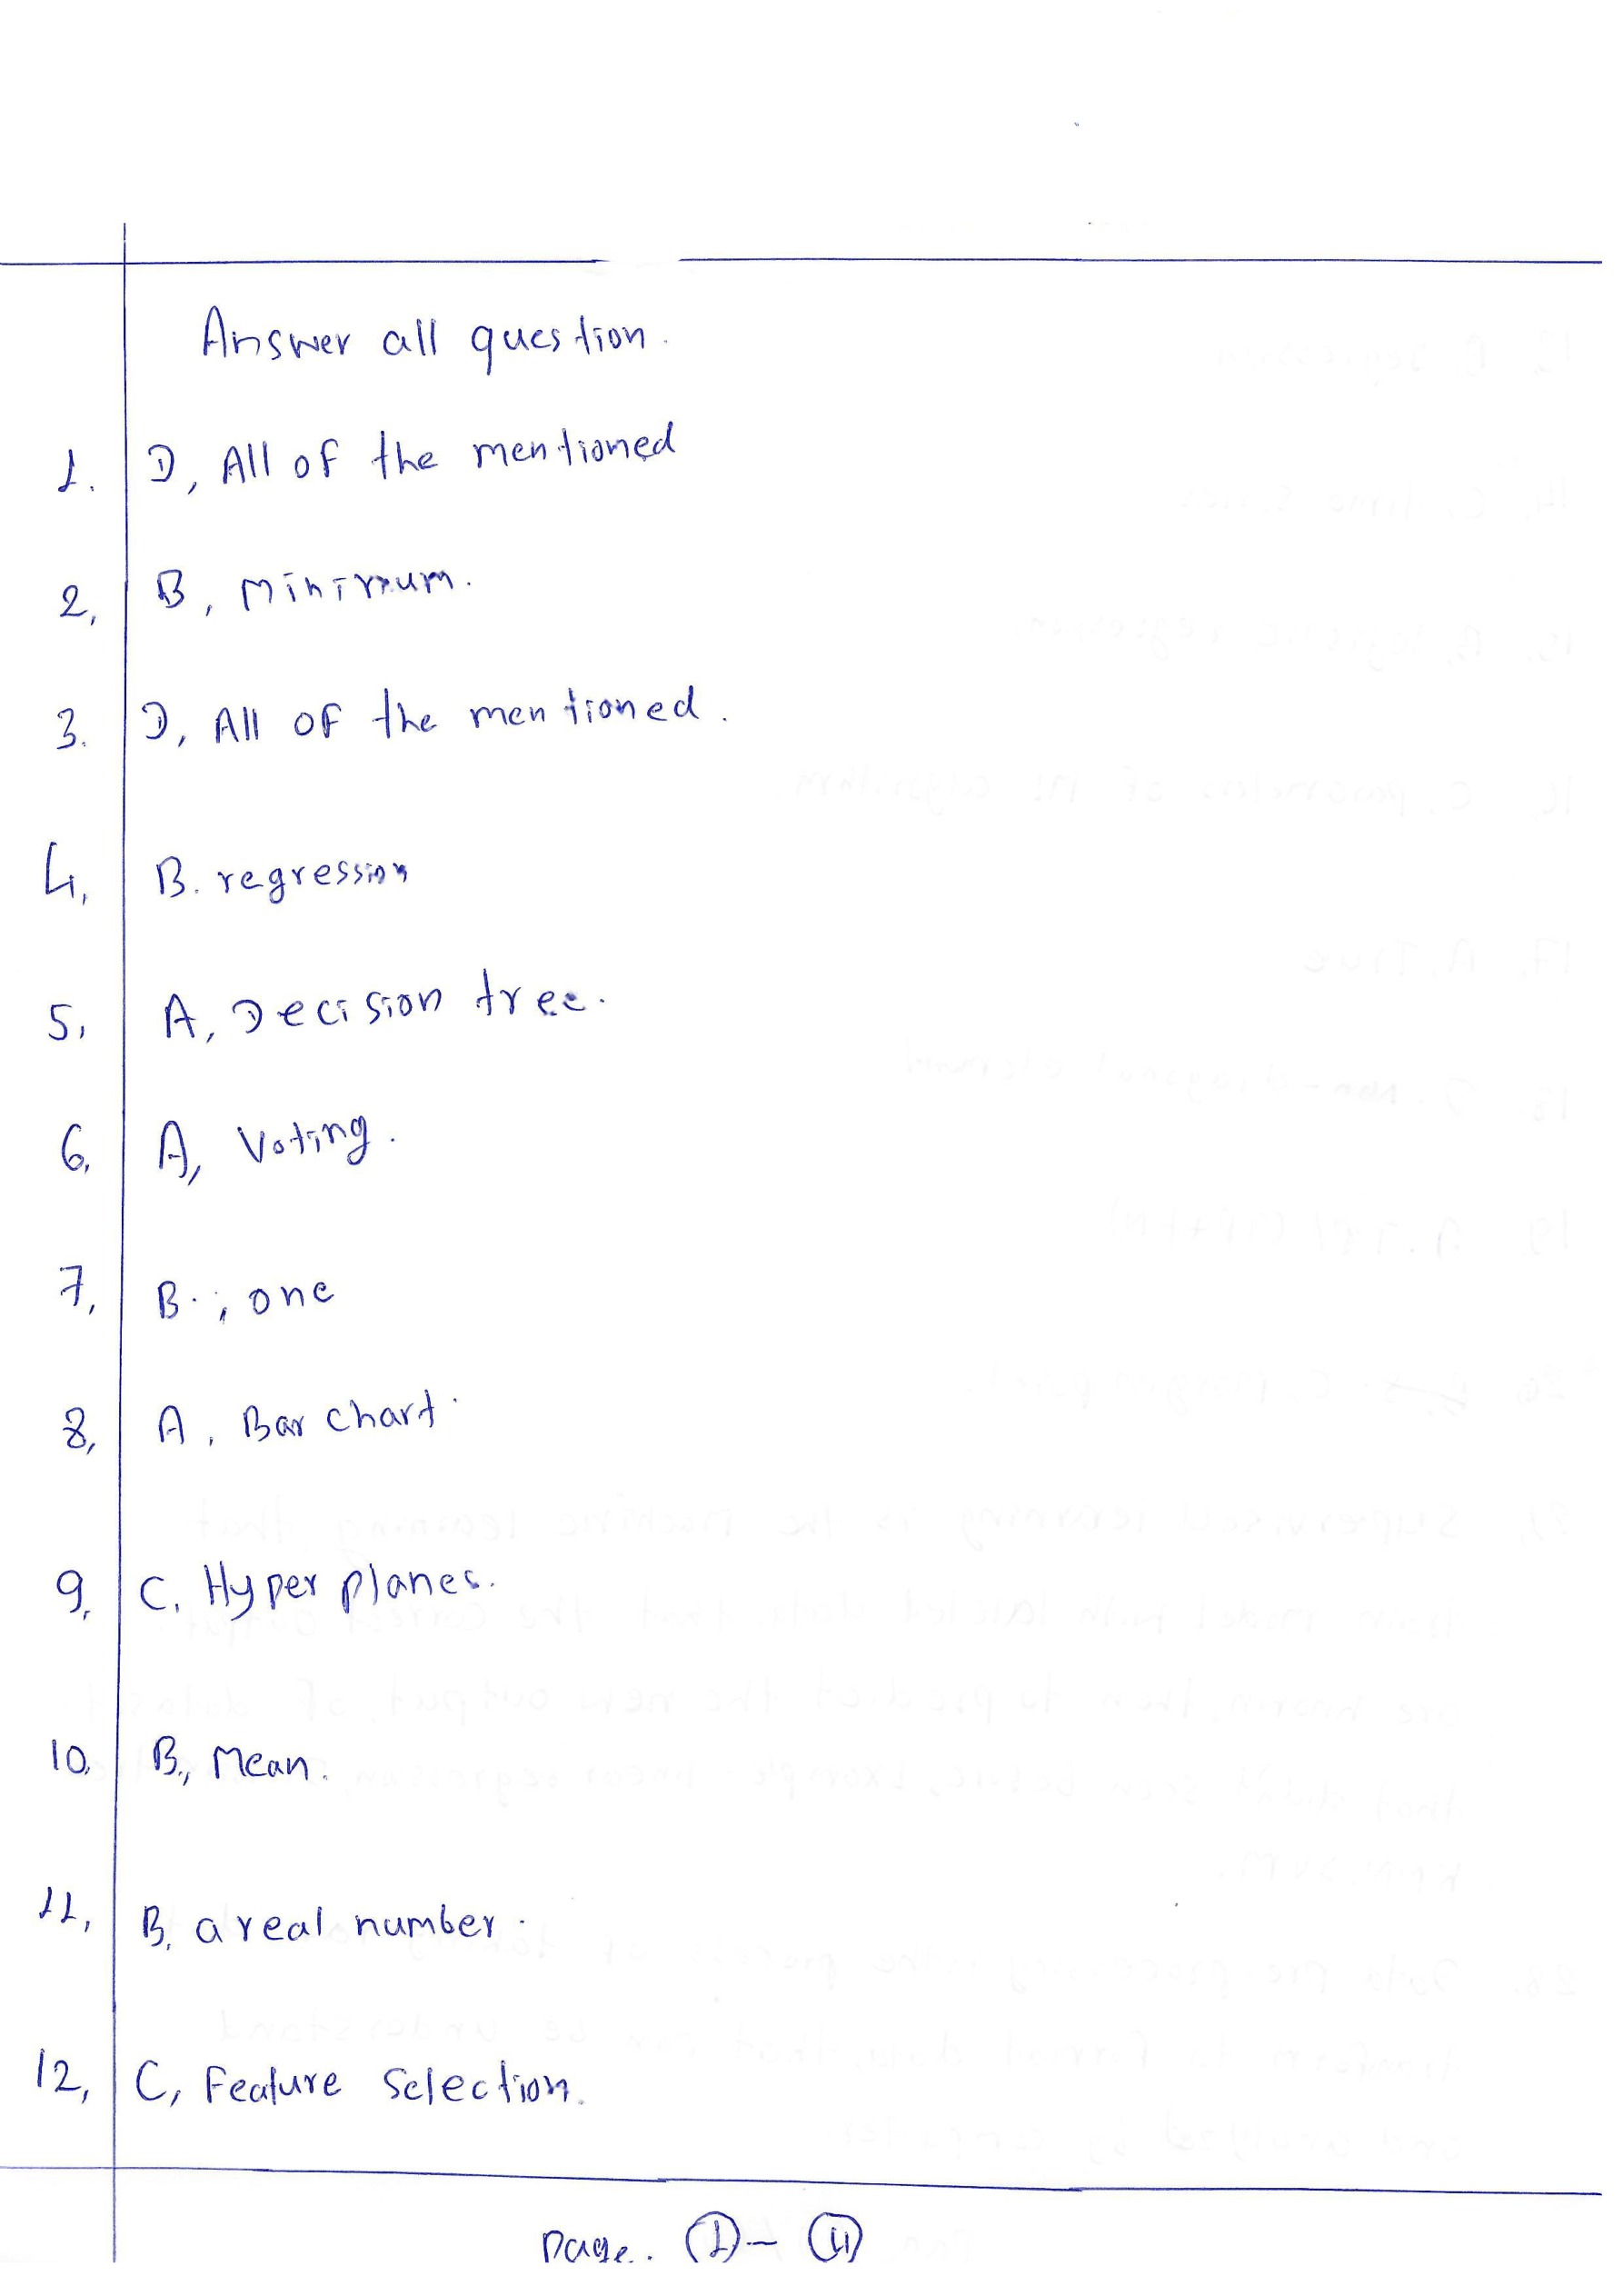 Answer all question.
1. D, All of the mentioned
2, B, Minimum.
3. D, All of the mentioned.
4, B. regression
5, A, Decision tree.
6, A, Voting.
7, B., one
8, A, Bar chart.
9, C, Hyper planes.
10, B., Mean.
11, B, a real number.
12, C, Feature Selection.
Page. 1 - 4